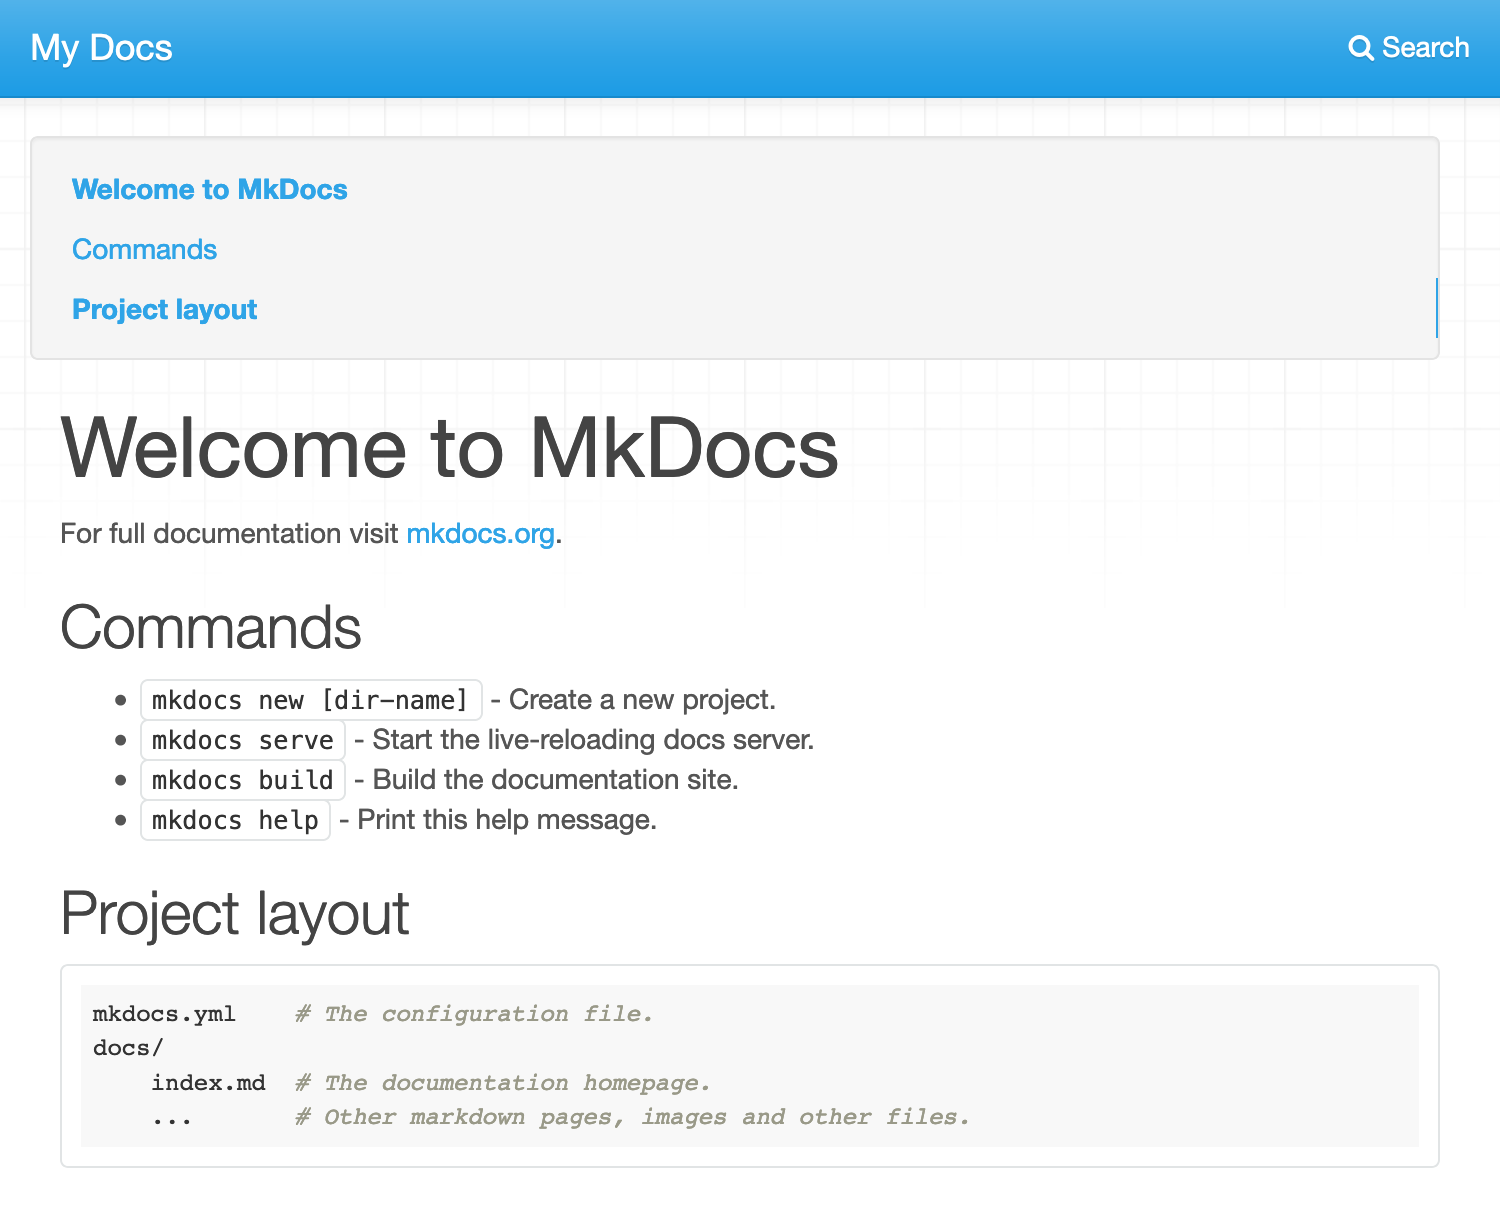 My Docs
Search
Welcome to MkDocs
Commands
Project layout
Welcome to MkDocs
For full documentation visit mkdocs.org.
Commands
mkdocs new [dir-name] - Create a new project.
mkdocs serve - Start the live-reloading docs server.
mkdocs build - Build the documentation site.
mkdocs help - Print this help message.
Project layout
mkdocs.yml    # The configuration file.
docs/
    index.md  # The documentation homepage.
    ...       # Other markdown pages, images and other files.